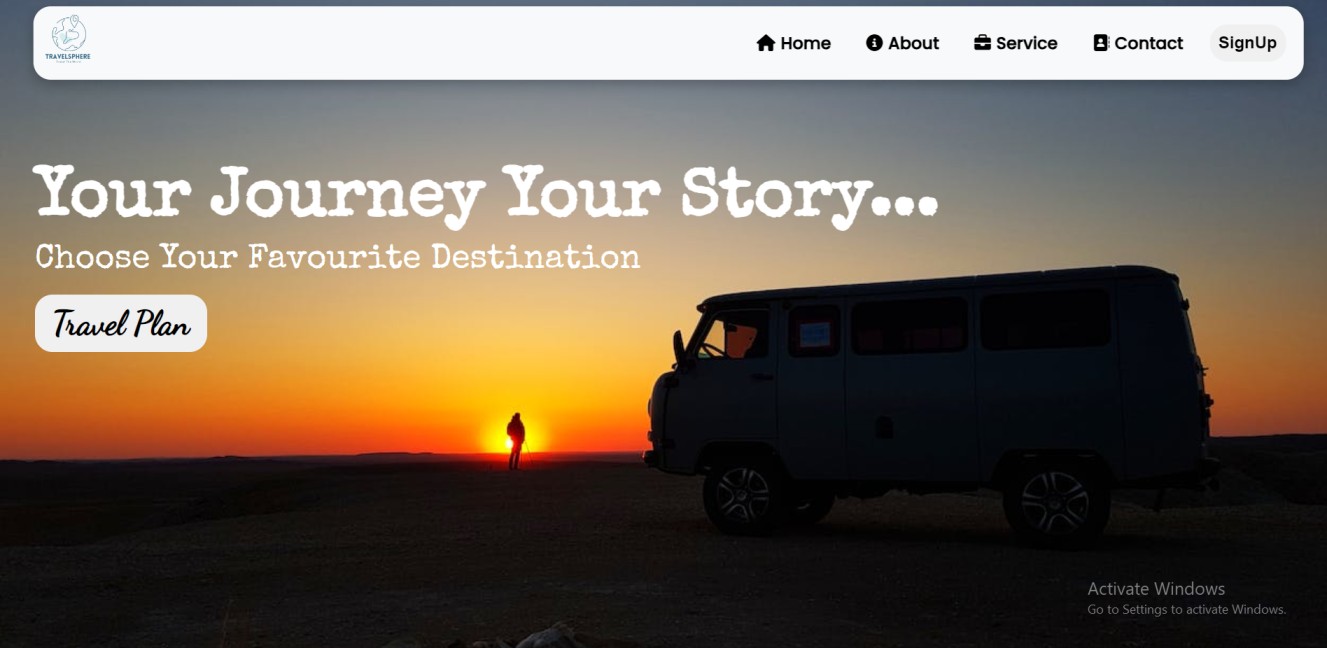 TRAVELSPHERE
Home
About
Service
Contact
SignUp
Your Journey Your Story...
Choose Your Favourite Destination
Travel Plan
Activate Windows
Go to Settings to activate Windows.